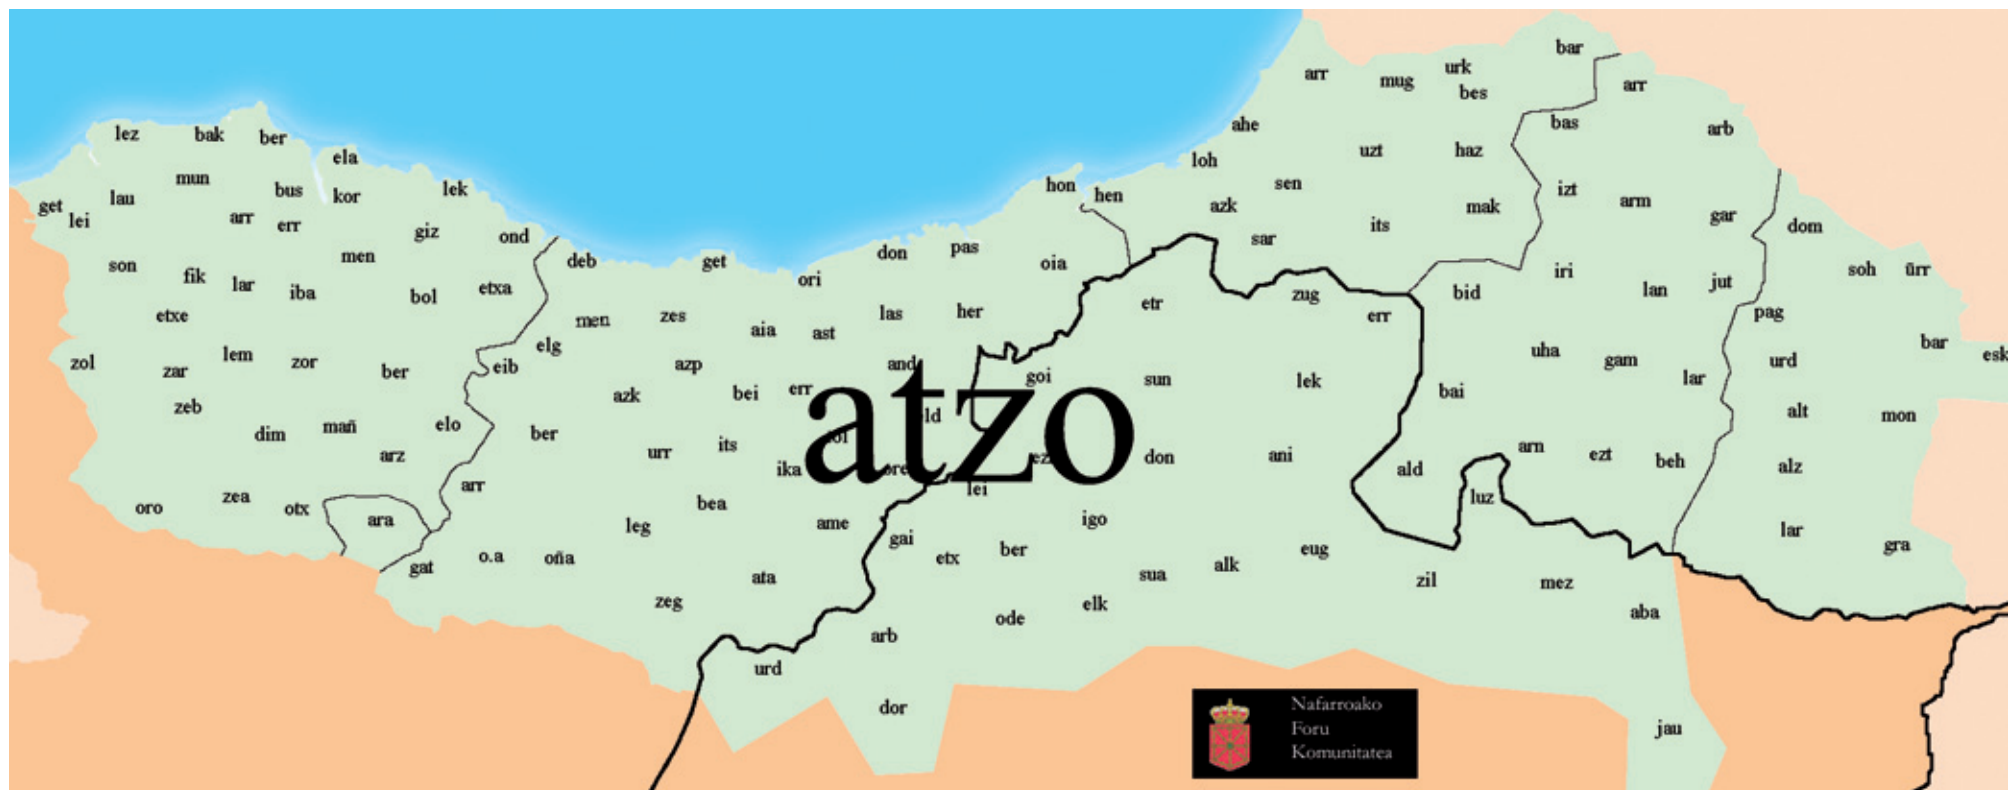 bar
arr mug urk
bes
arr
lez bak ber
ahe
bas
arb
ela
loh
uzt haz
mun
bus kor lek
hon hen
sen
izt
get lei lau
arr err
giz
azk
mak
arm
gar
ond
don pas
sar
its
dom
son
fik lar iba
men
bol etxa
deb get ori
oia
iri
lan jut
soh ürr
etxe
men zes aia ast
las her
etr
zug
err
bid
pag
zol zar lem zor
ber
elg
eib
azp
and
goi
sun
lek
uha
gam
lar
urd
bar
esk
zeb
dim mañ
elo
azk
bei err
atzo
bai
alt
mon
arz
ber
urr
its
ika
lei
don
ani
ald
arn
ezt
beh
alz
oro zea otx
ara
arr
leg
bea
ame
gai
igo
luz
lar
gra
gat
o.a
oña
ata
etx
ber
sua
alk
eug
zil
mez
zeg
arb
ode
elk
aba
urd
dor
jau
Nafarroako
Foru
Komunitatea